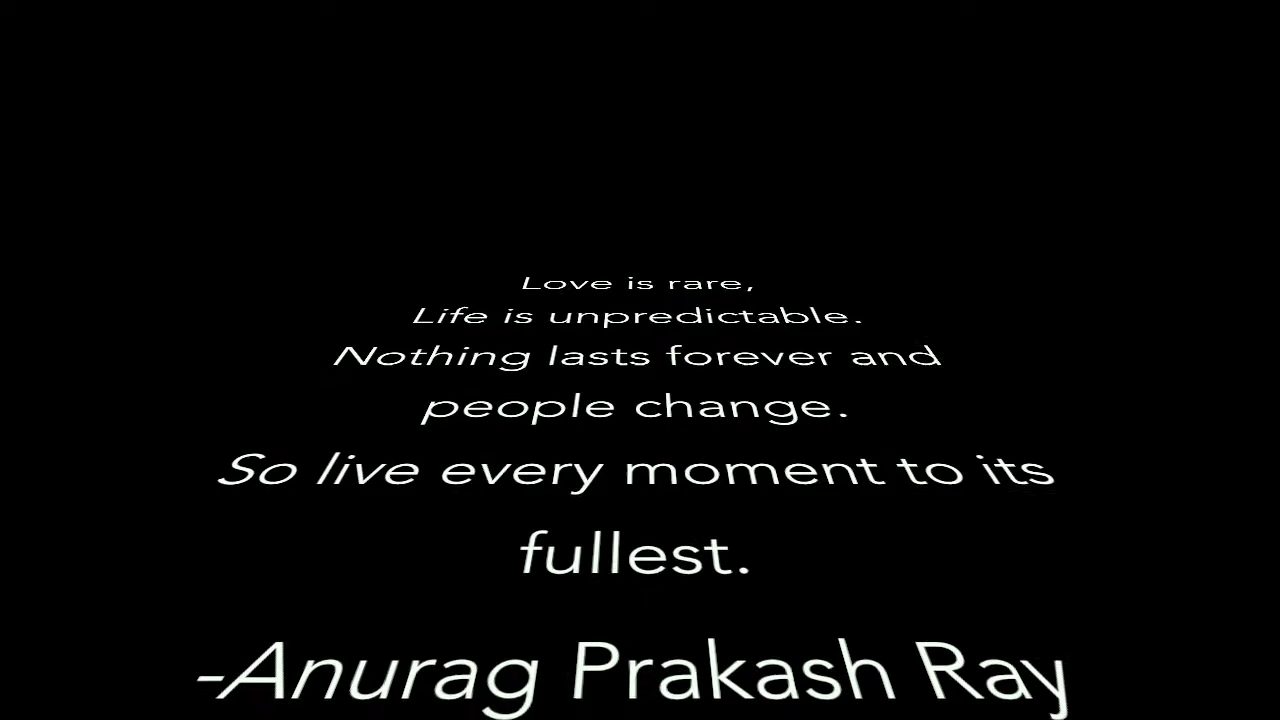 Love is rare,
Life is unpredictable.
Nothing lasts forever and
people change.
So live every moment to its
fullest.
-Anurag Prakash Ray